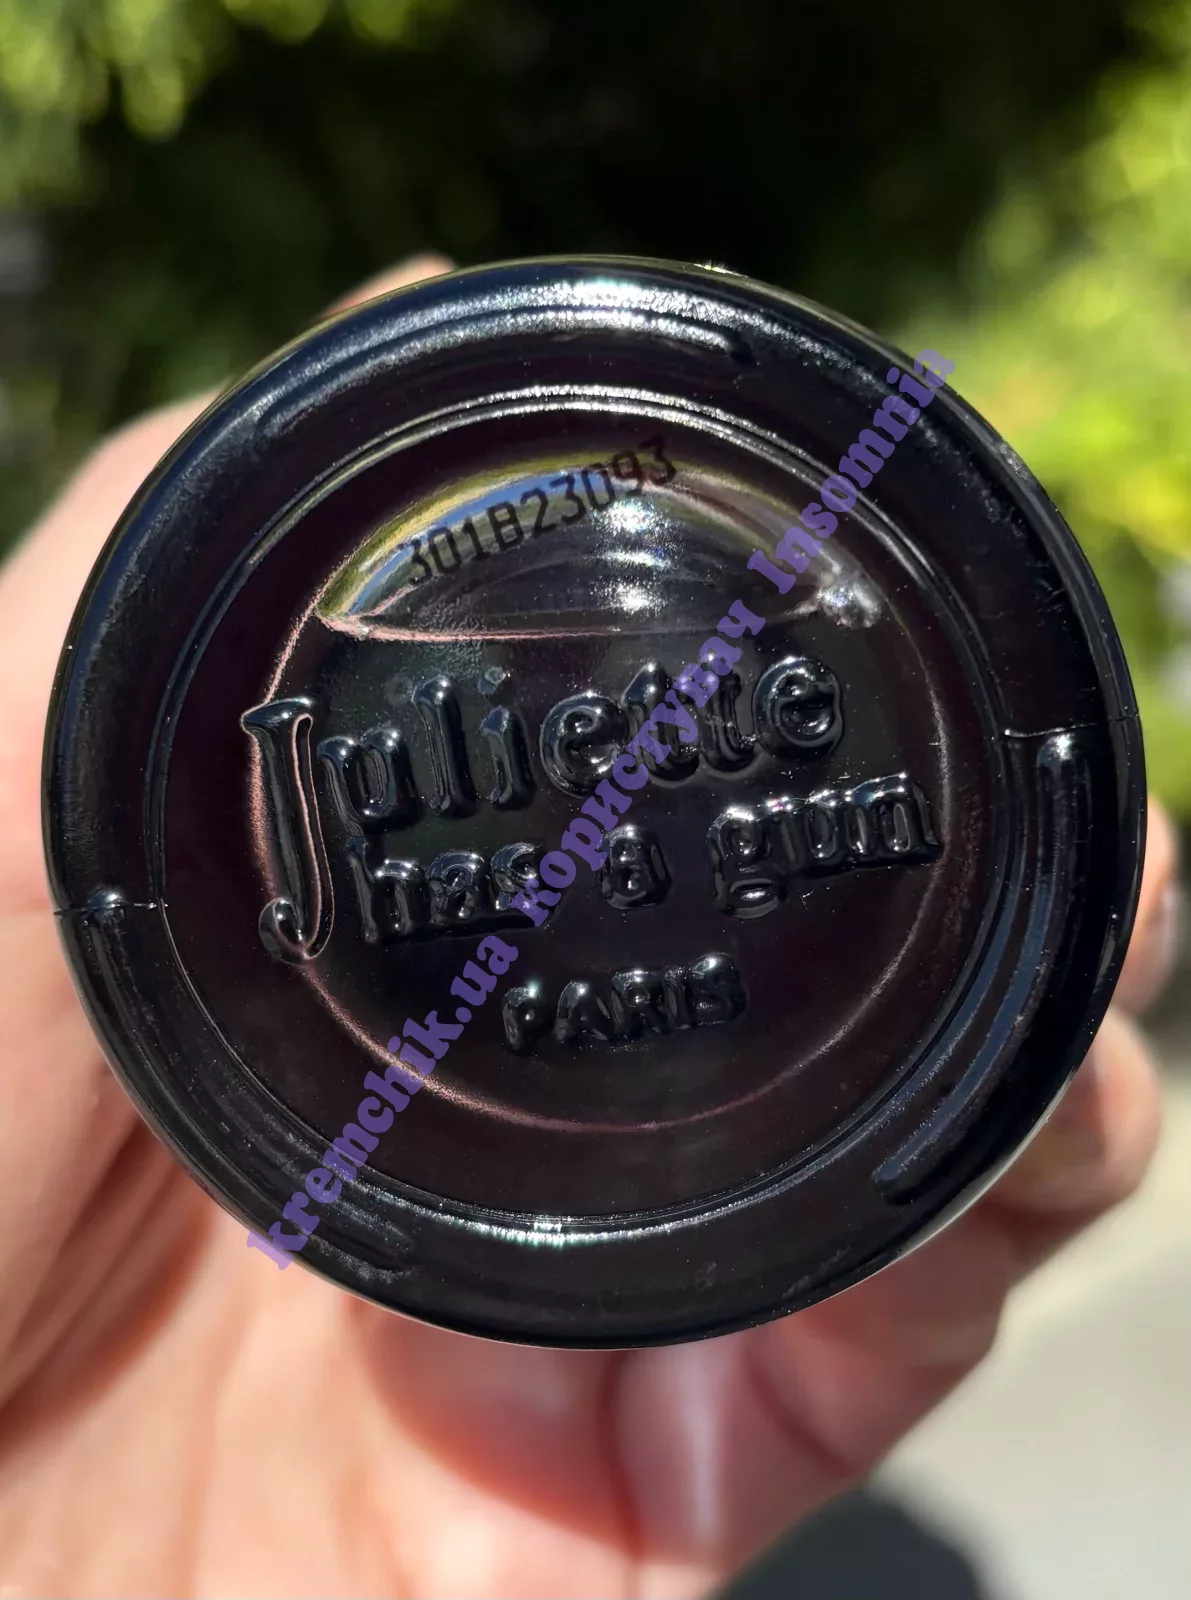 301B23093
Juliette
has a gun
PARIS
kremchik.ua користувач Insomnia